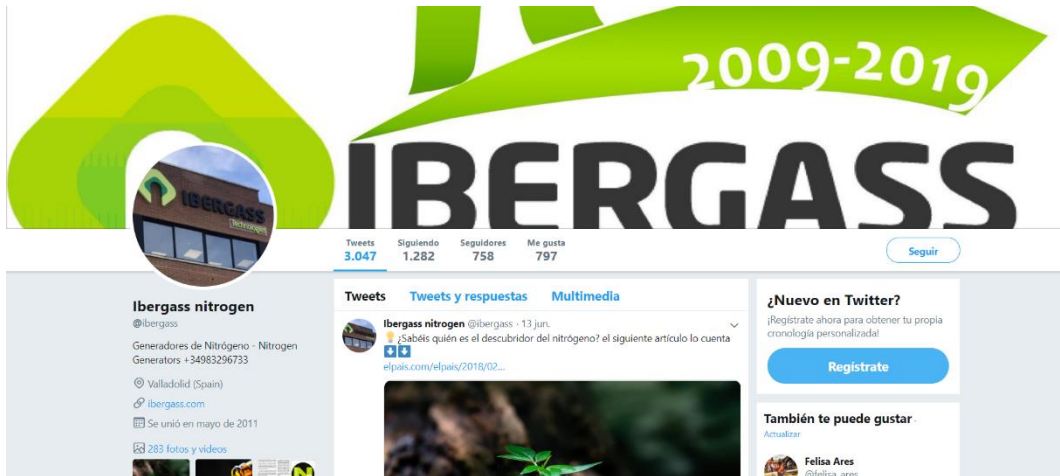 2009-2019
IBERGASS
IBERGASS
Technologies
Tweets
3.047
Siguiendo
1.282
Seguidores
758
Me gusta
797
Seguir
Ibergass nitrogen
@ibergass
Generadores de Nitrógeno - Nitrogen
Generators +34983296733
Valladolid (Spain)
ibergass.com
Se unió en mayo de 2011
283 fotos y videos
Tweets Tweets y respuestas Multimedia
Ibergass nitrogen @ibergass · 13 jun.
💡¿Sabéis quién es el descubridor del nitrógeno? el siguiente artículo lo cuenta
⬇️⬇️
elpais.com/elpais/2018/02...
¿Nuevo en Twitter?
¡Regístrate ahora para obtener tu propia
cronología personalizada!
Regístrate
También te puede gustar ·
Actualizar
Felisa Ares
@felisa_ares